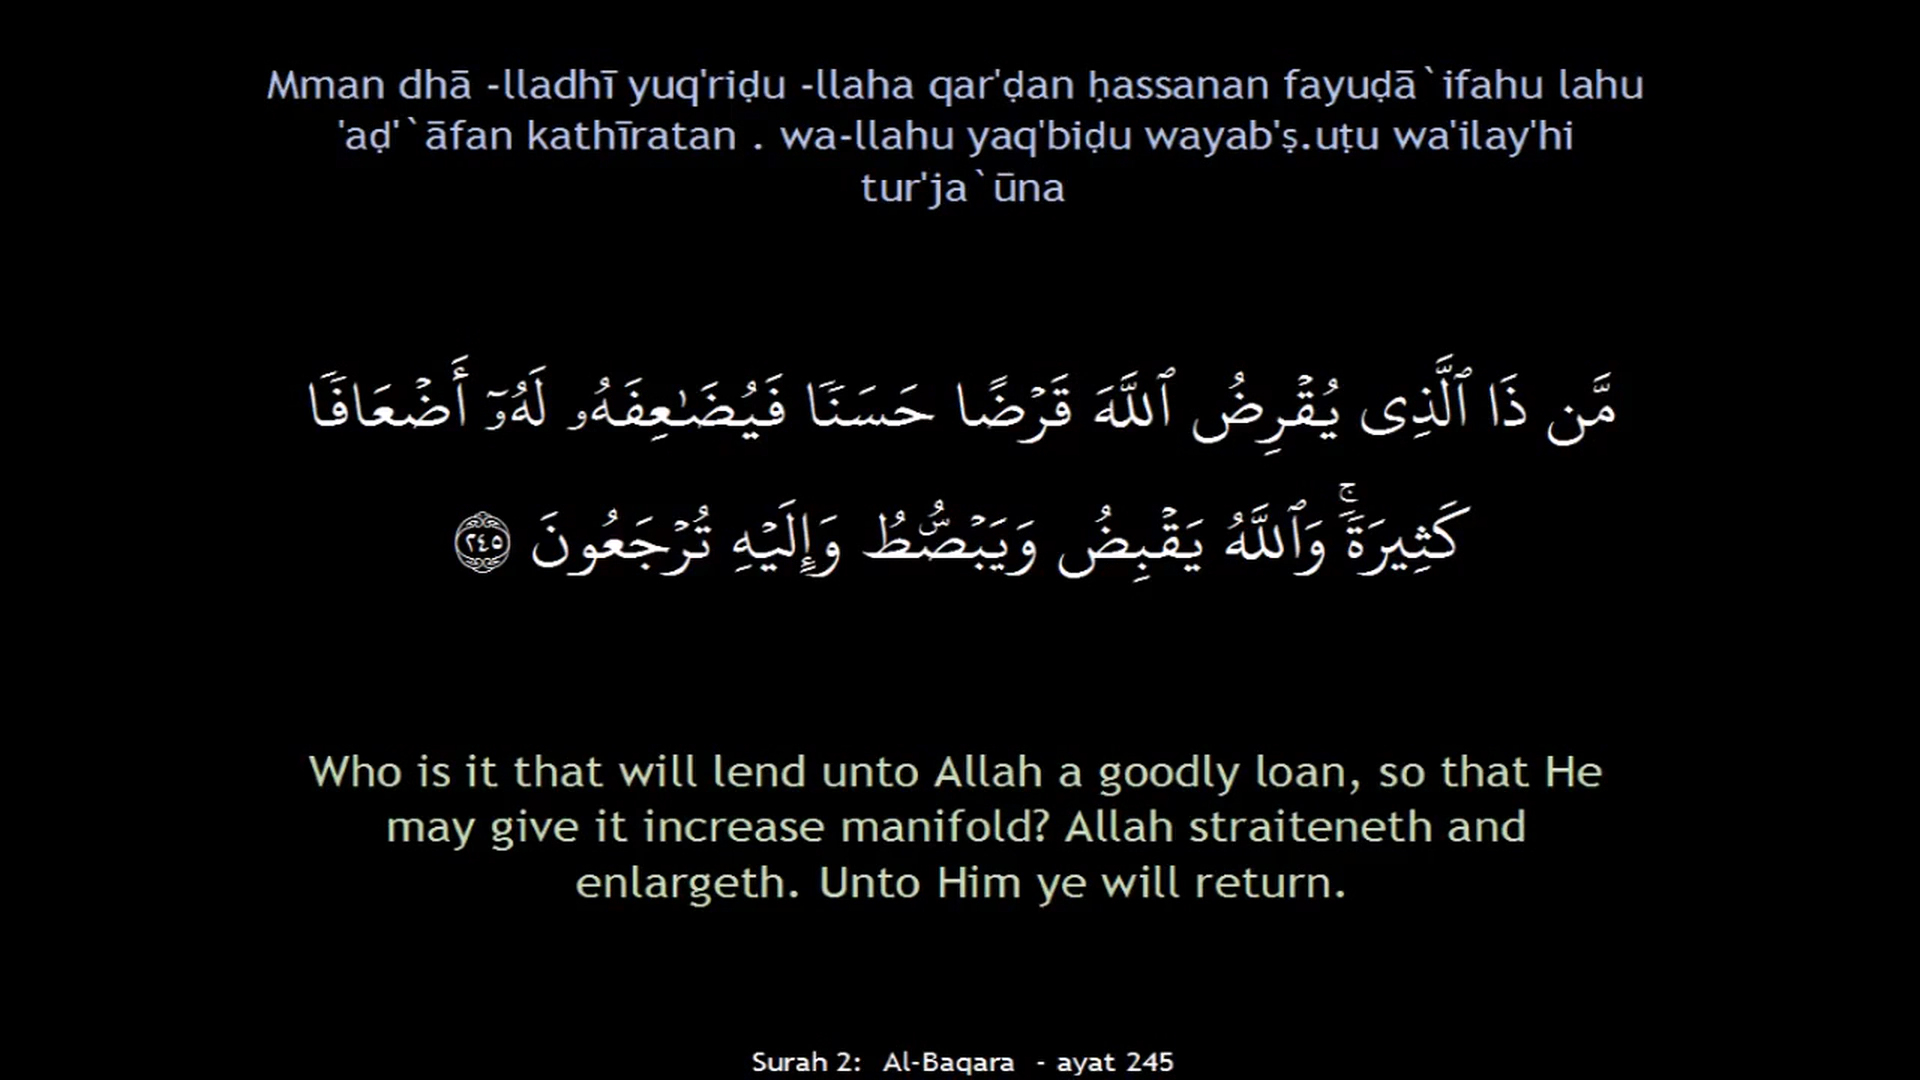 Mman dhā -lladhī yuq'riḍu -llaha qar'ḍan ḥassanan fayuḍā`ifahu lahu
'aḍ'`āfan kathīratan . wa-llahu yaq'biḍu wayab'ṣ.uṭu wa'ilay'hi
tur'ja`ūna
مَّن ذَا ٱلَّذِى يُقْرِضُ ٱللَّهَ قَرْضًا حَسَنًا فَيُضَـٰعِفَهُۥ لَهُۥٓ أَضْعَافًا
كَثِيرَةً ۚ وَٱللَّهُ يَقْبِضُ وَيَبْصُۜطُ وَإِلَيْهِ تُرْجَعُونَ ٢٤٥
Who is it that will lend unto Allah a goodly loan, so that He
may give it increase manifold? Allah straiteneth and
enlargeth. Unto Him ye will return.
Surah 2: Al-Baqara - ayat 245